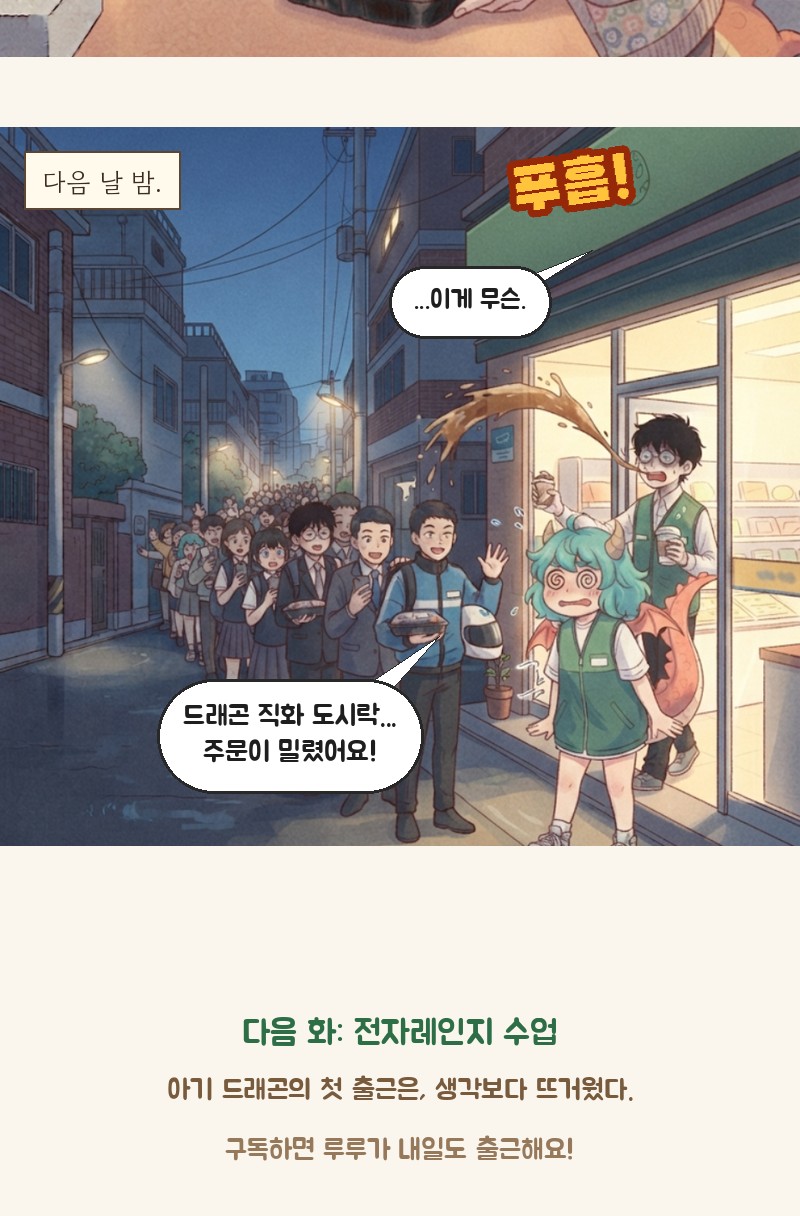 다음 날 밤.
푸흡!
...이게 무슨.
드래곤 직화 도시락...
주문이 밀렸어요!
다음 화: 전자레인지 수업
아기 드래곤의 첫 출근은, 생각보다 뜨거웠다.
구독하면 루루가 내일도 출근해요!